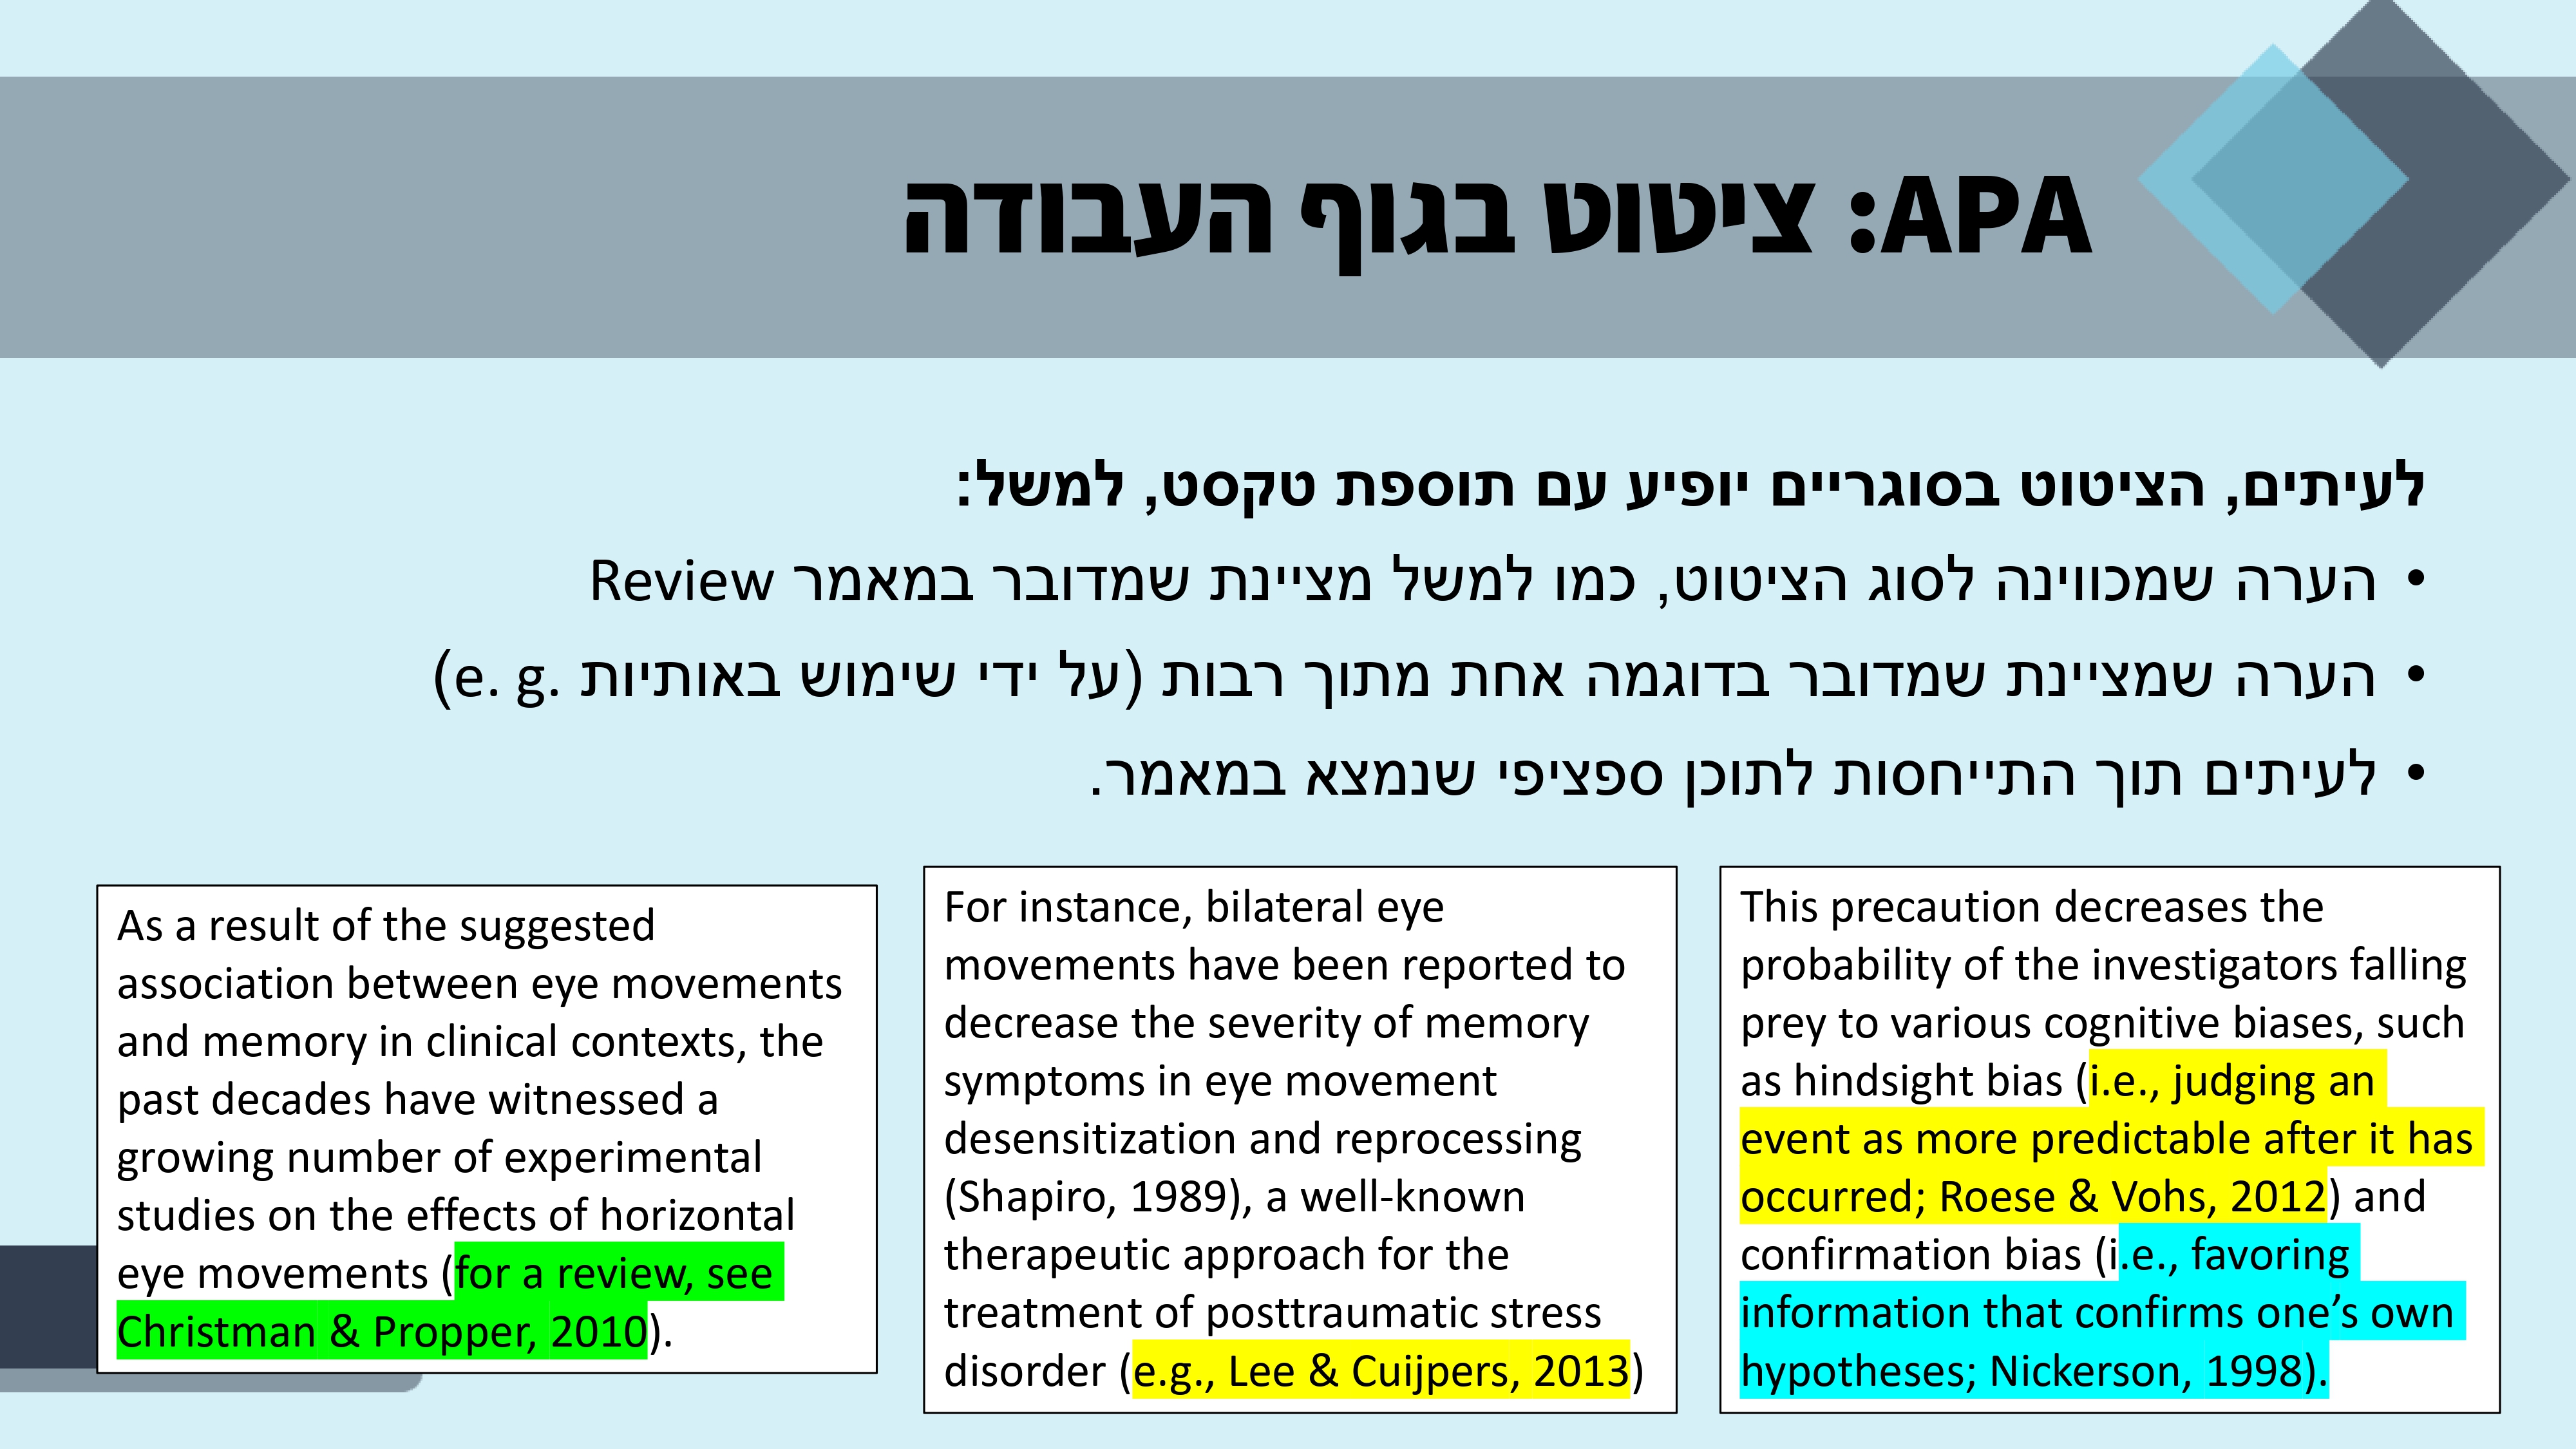 APA: ציטוט בגוף העבודה
לעיתים, הציטוט בסוגריים יופיע עם תוספת טקסט, למשל:
• הערה שמכווינה לסוג הציטוט, כמו למשל מציינת שמדובר במאמר Review
• הערה שמציינת שמדובר בדוגמה אחת מתוך רבות (על ידי שימוש באותיות e. g.)
• לעיתים תוך התייחסות לתוכן ספציפי שנמצא במאמר.
As a result of the suggested
association between eye movements
and memory in clinical contexts, the
past decades have witnessed a
growing number of experimental
studies on the effects of horizontal
eye movements (for a review, see
Christman & Propper, 2010).
For instance, bilateral eye
movements have been reported to
decrease the severity of memory
symptoms in eye movement
desensitization and reprocessing
(Shapiro, 1989), a well-known
therapeutic approach for the
treatment of posttraumatic stress
disorder (e.g., Lee & Cuijpers, 2013)
This precaution decreases the
probability of the investigators falling
prey to various cognitive biases, such
as hindsight bias (i.e., judging an
event as more predictable after it has
occurred; Roese & Vohs, 2012) and
confirmation bias (i.e., favoring
information that confirms one’s own
hypotheses; Nickerson, 1998).